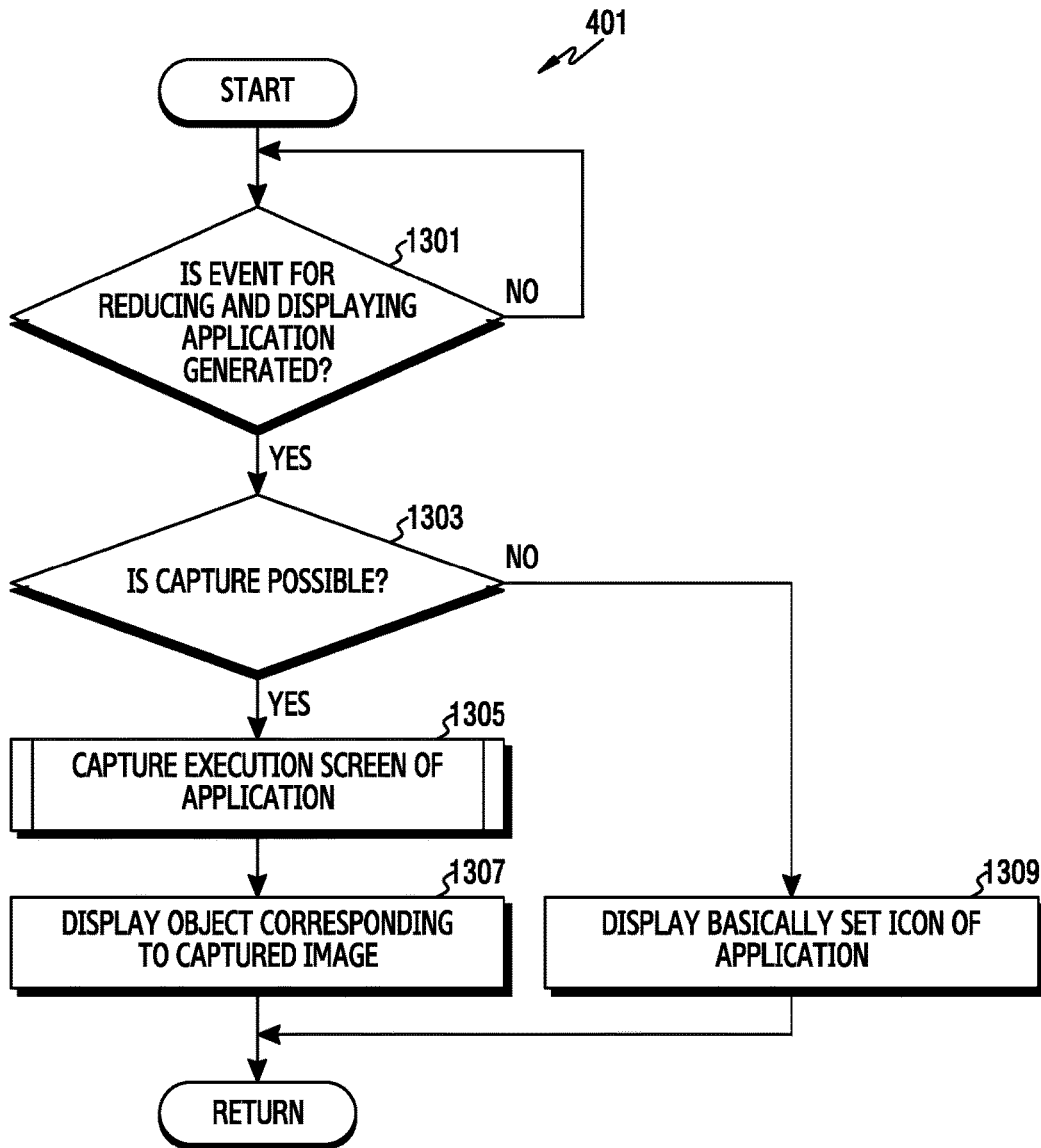 401
START
1301
IS EVENT FOR
REDUCING AND DISPLAYING
APPLICATION
GENERATED?
NO
YES
1303
IS CAPTURE POSSIBLE?
NO
YES
1305
CAPTURE EXECUTION SCREEN OF
APPLICATION
1307
DISPLAY OBJECT CORRESPONDING
TO CAPTURED IMAGE
1309
DISPLAY BASICALLY SET ICON OF
APPLICATION
RETURN